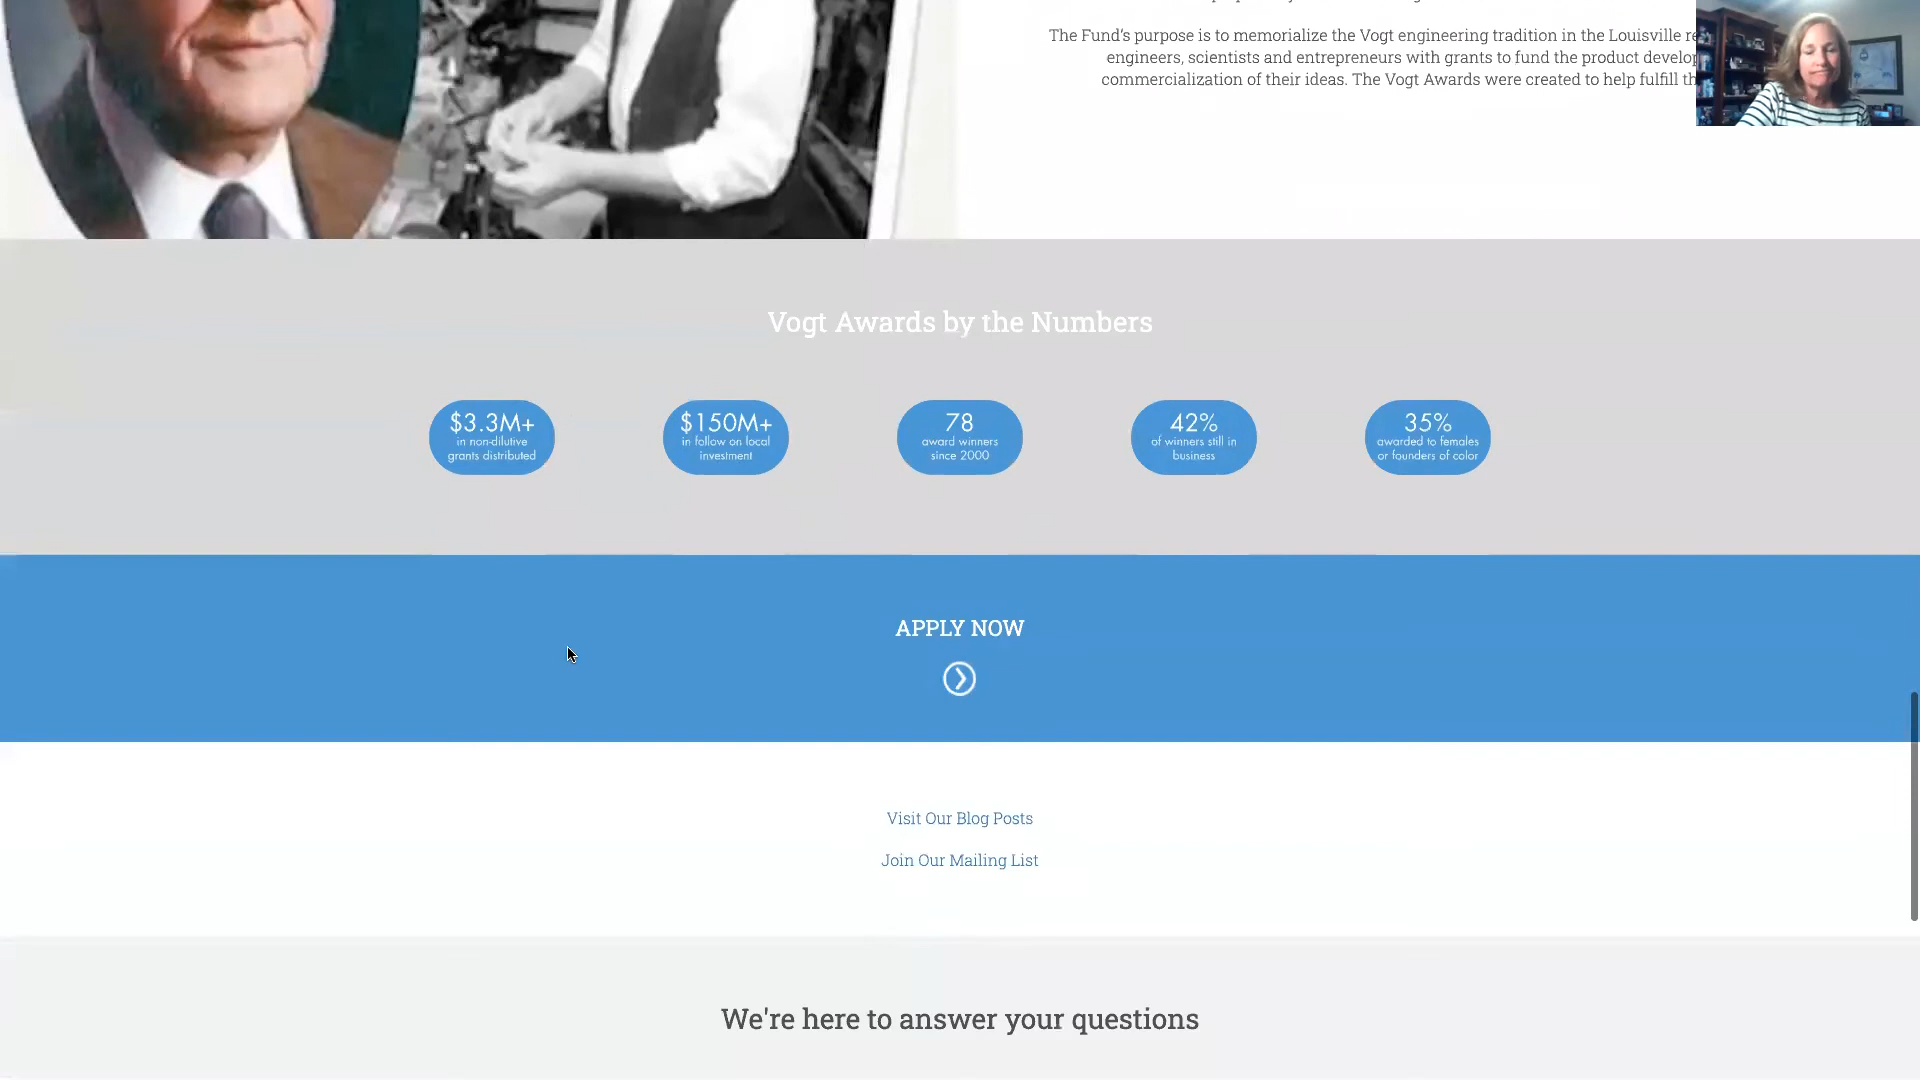 The Fund's purpose is to memorialize the Vogt engineering tradition in the Louisville
engineers, scientists and entrepreneurs with grants to fund the product
commercialization of their ideas. The Vogt Awards were created to help fulfill
Vogt Awards by the Numbers
$3.3M+
in non-dilutive
grants distributed
$150M+
in follow on local
investment
78
award winners
since 2000
42%
of winners still in
business
35%
awarded to females
or founders of color
APPLY NOW
Visit Our Blog Posts
Join Our Mailing List
We're here to answer your questions